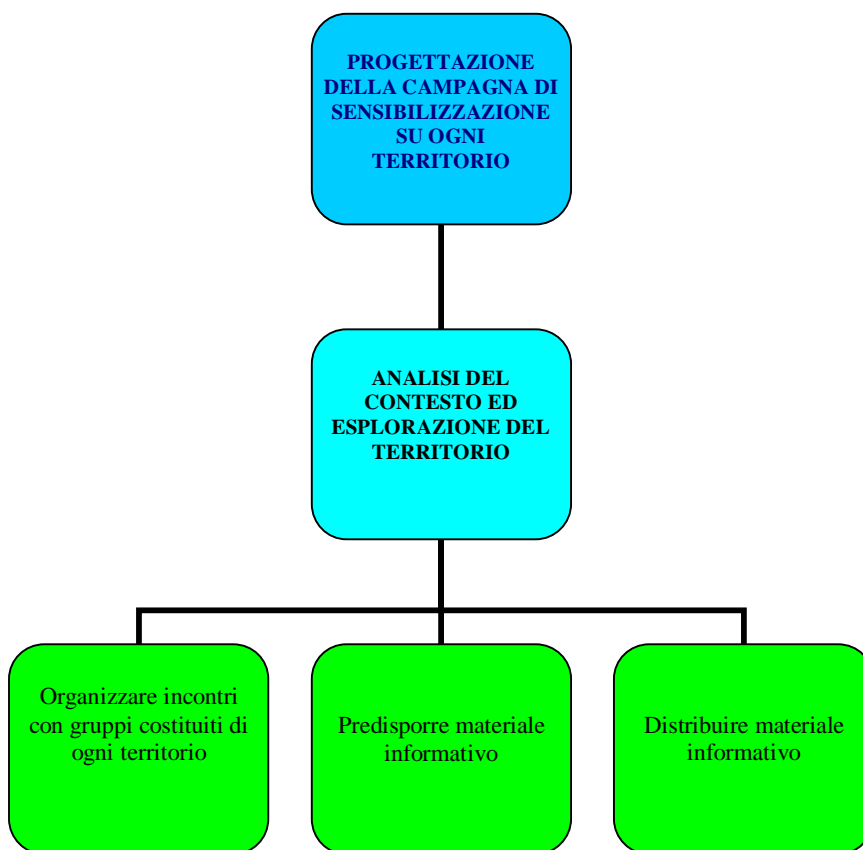 PROGETTAZIONE
DELLA CAMPAGNA DI
SENSIBILIZZAZIONE
SU OGNI
TERRITORIO
ANALISI DEL
CONTESTO ED
ESPLORAZIONE DEL
TERRITORIO
Organizzare incontri
con gruppi costituiti di
ogni territorio
Predisporre materiale
informativo
Distribuire materiale
informativo